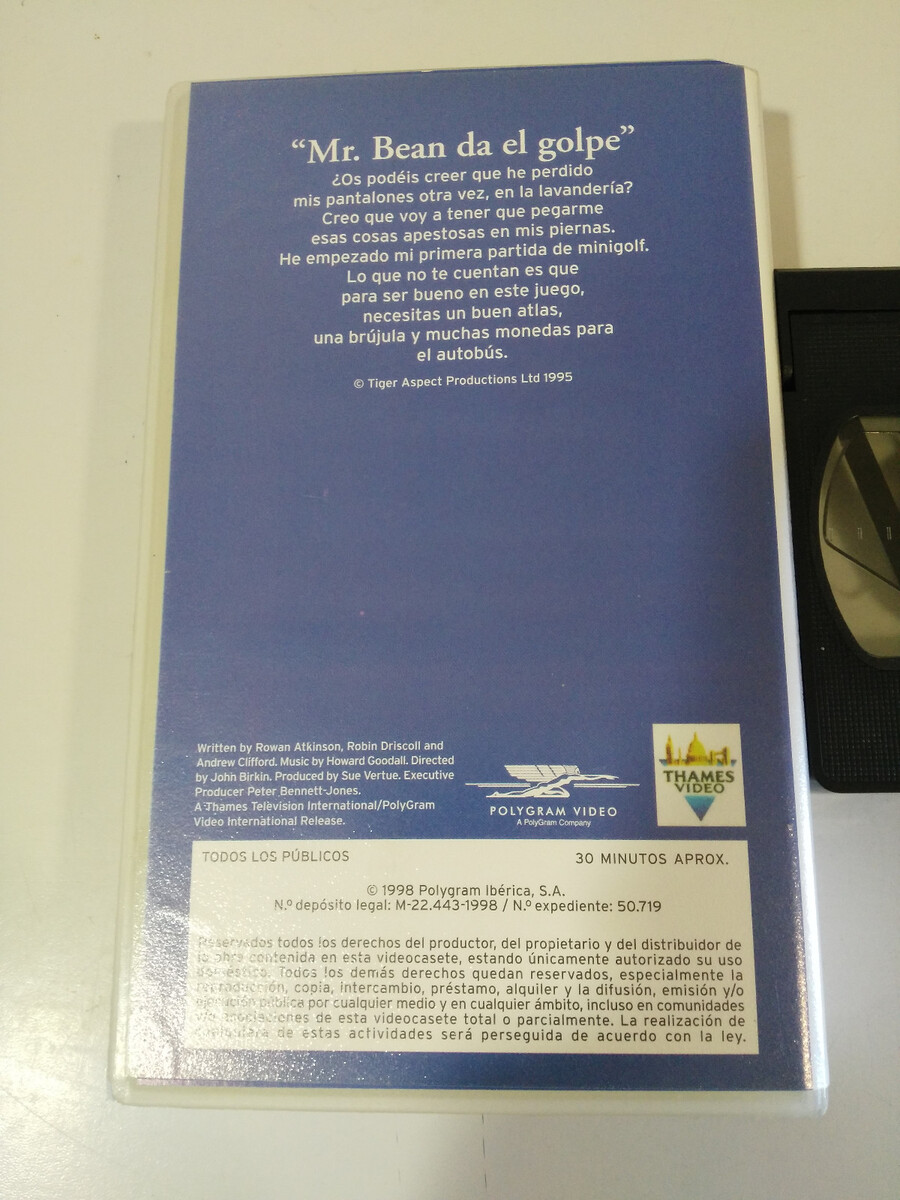 “Mr. Bean da el golpe”
¿Os podéis creer que he perdido
mis pantalones otra vez, en la lavandería?
Creo que voy a tener que pegarme
esas cosas apestosas en mis piernas.
He empezado mi primera partida de minigolf.
Lo que no te cuentan es que
para ser bueno en este juego,
necesitas un buen atlas,
una brújula y muchas monedas para
el autobús.
© Tiger Aspect Productions Ltd 1995
Written by Rowan Atkinson, Robin Driscoll and
Andrew Clifford. Music by Howard Goodall. Directed
by John Birkin. Produced by Sue Vertue. Executive
Producer Peter Bennett-Jones.
A Thames Television International/PolyGram
Video International Release.
POLYGRAM VIDEO
A PolyGram Company
THAMES
VIDEO
TODOS LOS PÚBLICOS
30 MINUTOS APROX.
© 1998 Polygram Ibérica, S.A.
N.º depósito legal: M-22.443-1998 / N.º expediente: 50.719
Reservados todos los derechos del productor, del propietario y del distribuidor de
la obra contenida en esta videocasete, estando únicamente autorizado su uso
doméstico. Todos los demás derechos quedan reservados, especialmente la
reproducción, copia, intercambio, préstamo, alquiler y la difusión, emisión y/o
ejecución pública por cualquier medio y en cualquier ámbito, incluso en comunidades
y/o asociaciones de esta videocasete total o parcialmente. La realización de
cualquiera de estas actividades será perseguida de acuerdo con la ley.